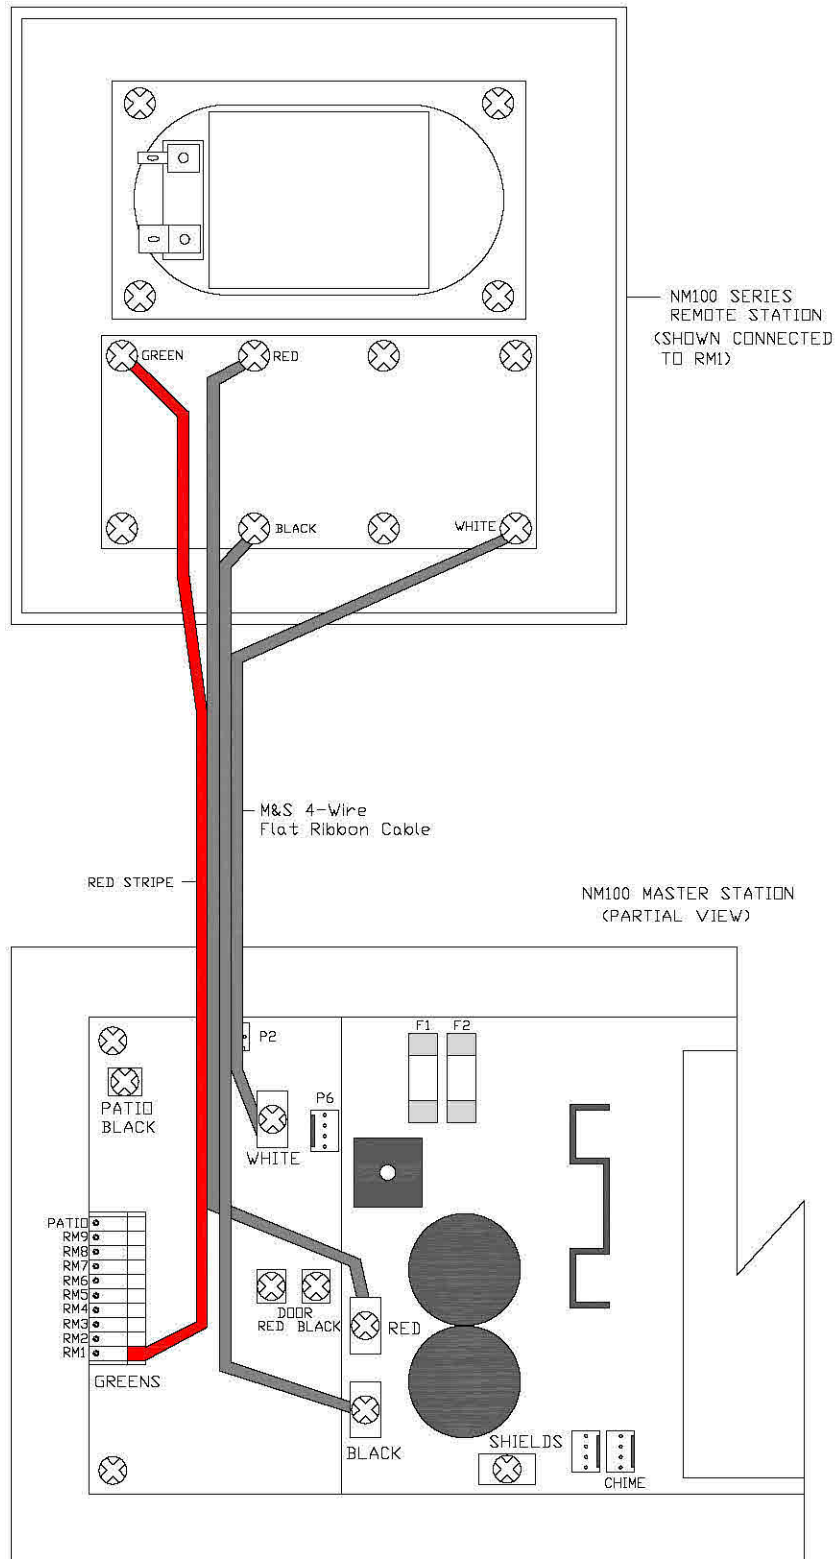 NM100 SERIES
REMOTE STATION
(SHOWN CONNECTED
TO RM1)
GREEN
RED
BLACK
WHITE
M&S 4-Wire
Flat Ribbon Cable
RED STRIPE
NM100 MASTER STATION
(PARTIAL VIEW)
F1
F2
P2
PATIO
BLACK
P6
WHITE
PATIO
RM9
RM8
RM7
RM6
RM5
RM4
RM3
RM2
RM1
GREENS
DOOR
RED BLACK
RED
BLACK
SHIELDS
CHIME